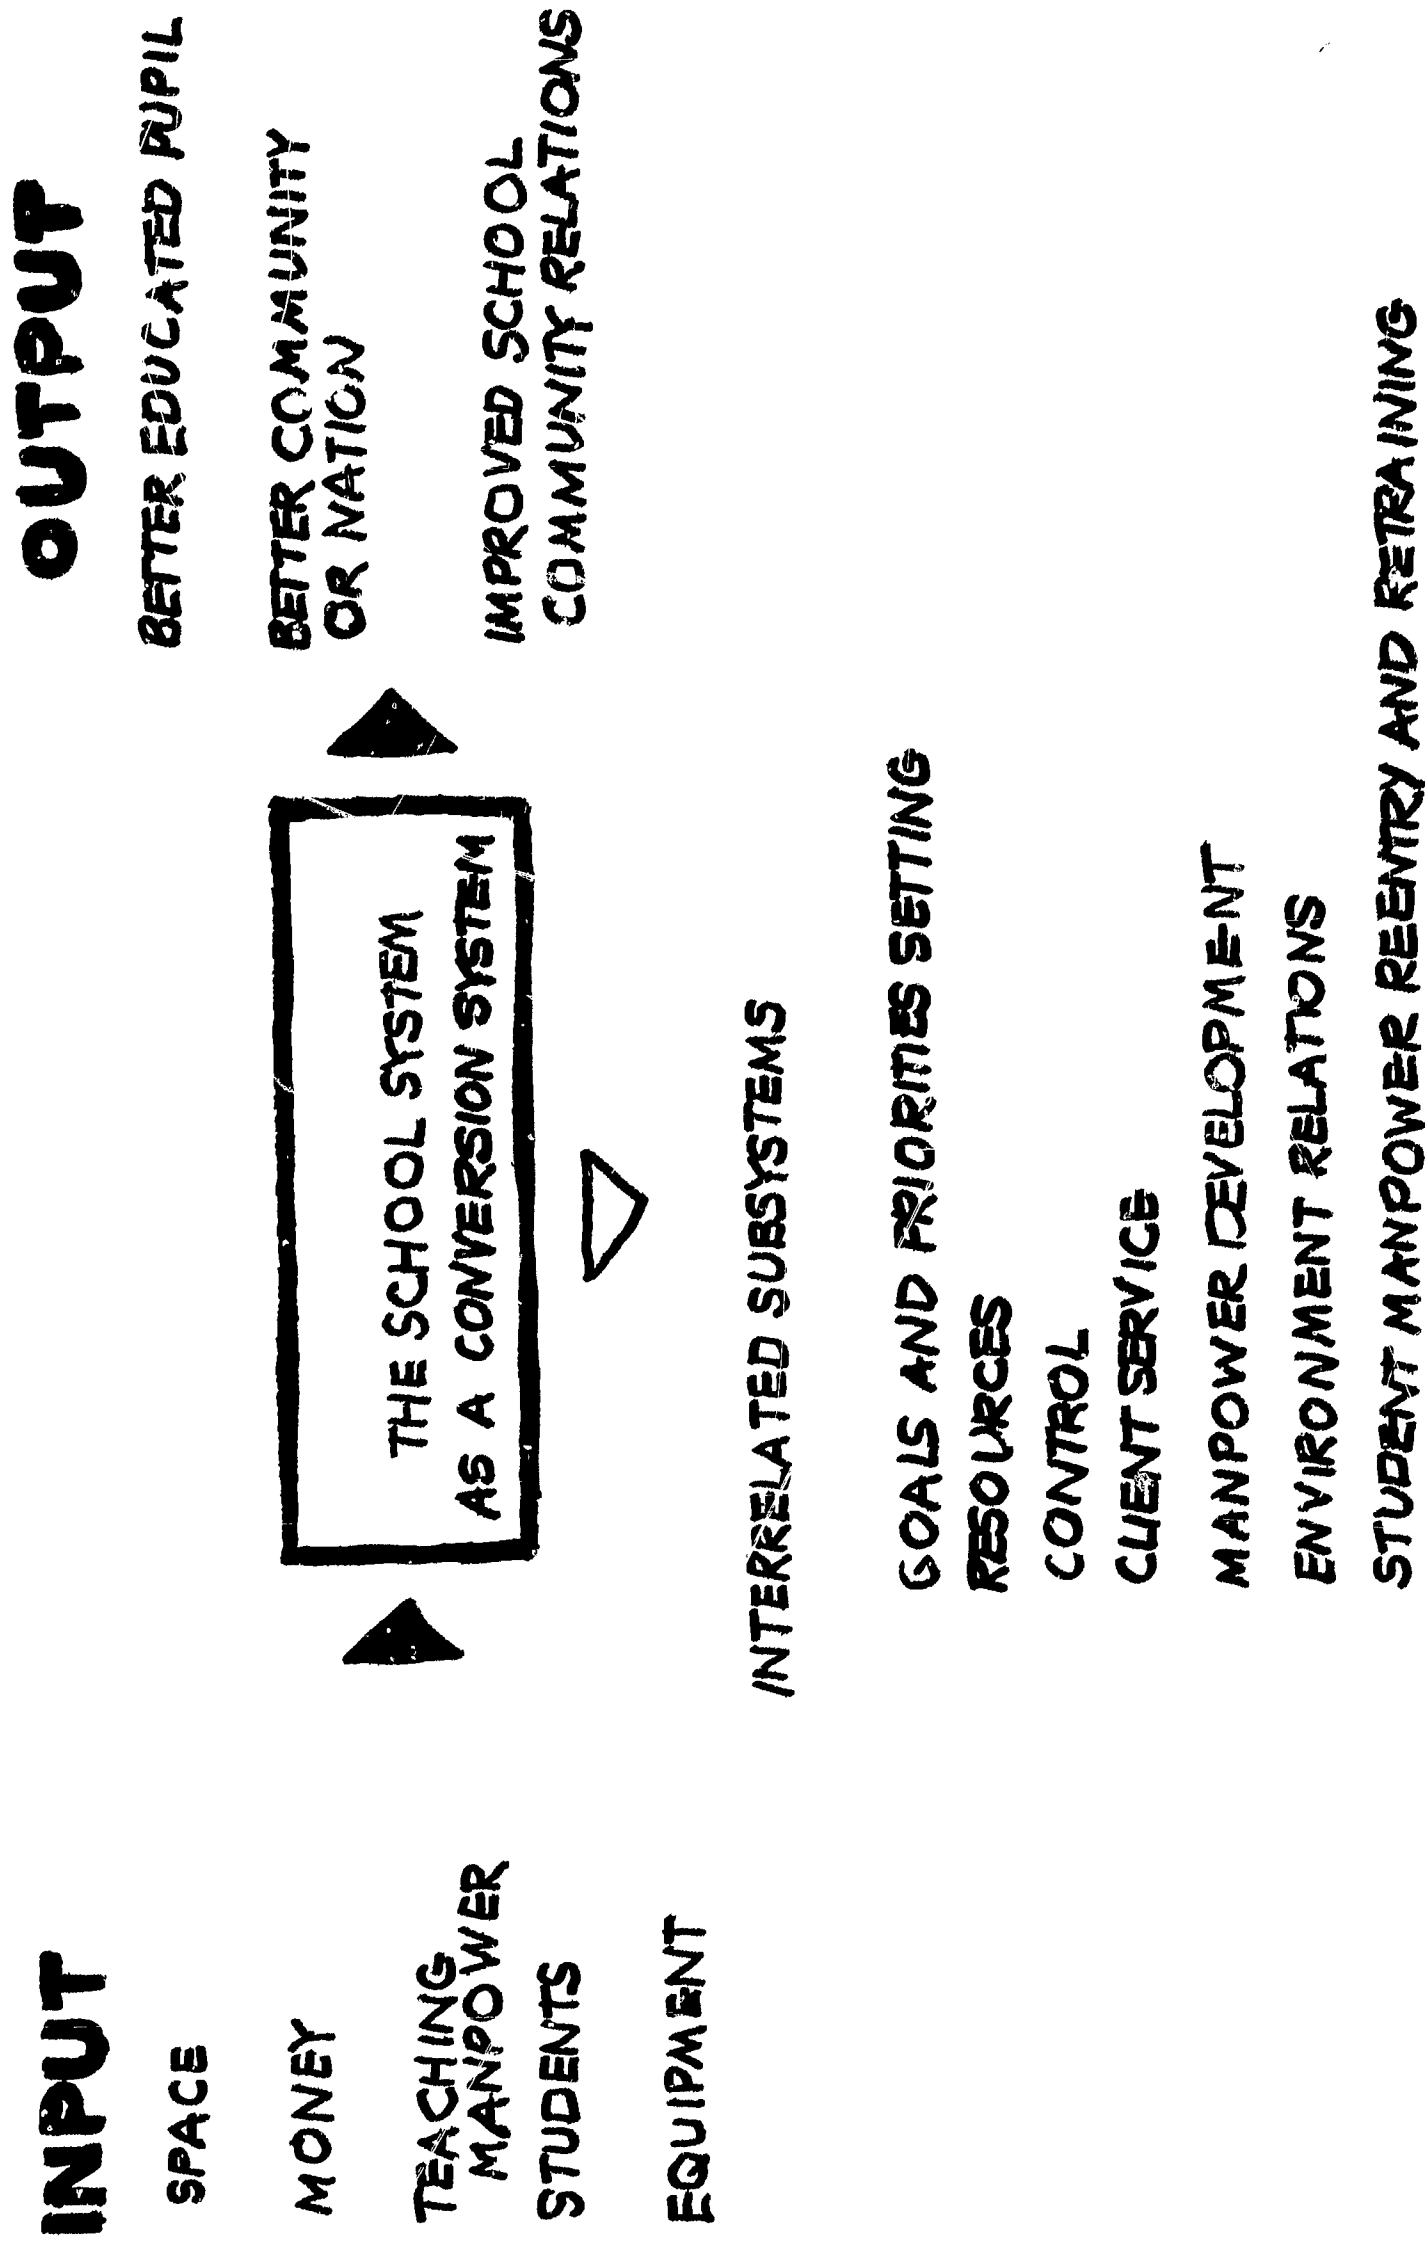 INPUT
SPACE
MONEY
TEACHING
MANPOWER
STUDENTS
EQUIPMENT
THE SCHOOL SYSTEM
AS A CONVERSION SYSTEM
OUTPUT
BETTER EDUCATED PUPIL
BETTER COMMUNITY
OR NATION
IMPROVED SCHOOL
COMMUNITY RELATIONS
INTERRELATED SUBSYSTEMS
GOALS AND PRIORITIES SETTING
RESOURCES
CONTROL
CLIENT SERVICE
MANPOWER DEVELOPMENT
ENVIRONMENT RELATIONS
STUDENT MANPOWER REENTRY AND RETRAINING